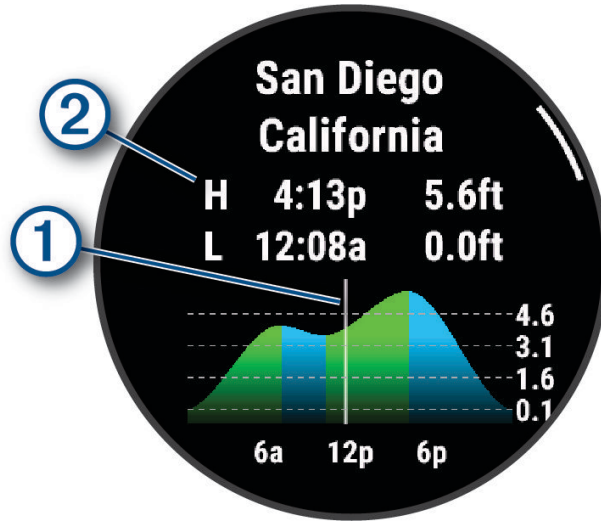 San Diego
California
2
H 4:13p 5.6ft
1
L 12:08a 0.0ft
4.6
3.1
1.6
0.1
6a 12p 6p